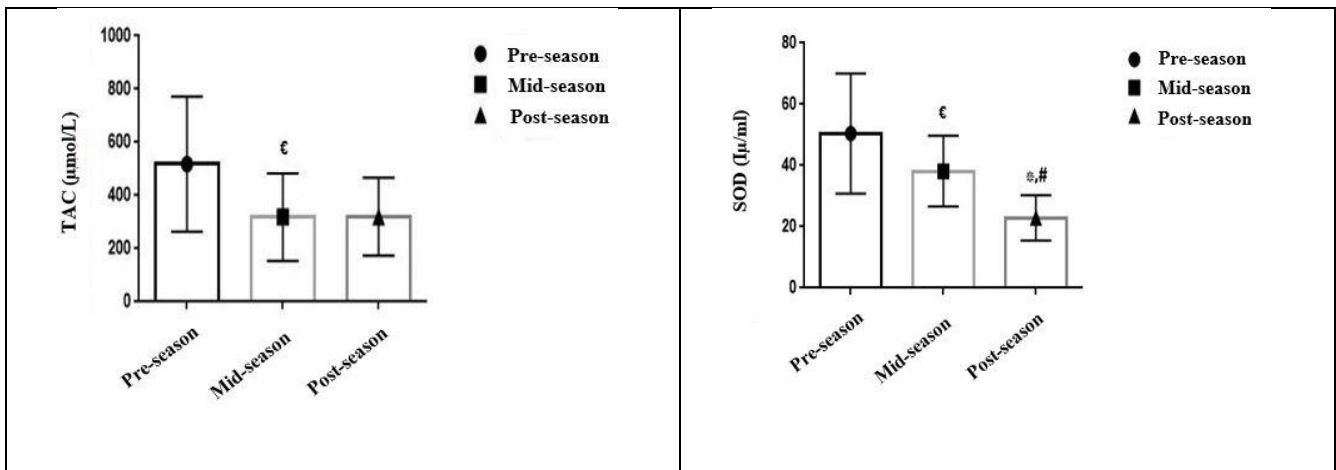 1000
800
600
400
200
0
TAC (μmol/L)
€
Pre-season
Mid-season
Post-season
Pre-season
Mid-season
Post-season
80
60
40
20
0
SOD (Iμ/ml)
€
¤,#
Pre-season
Mid-season
Post-season
Pre-season
Mid-season
Post-season